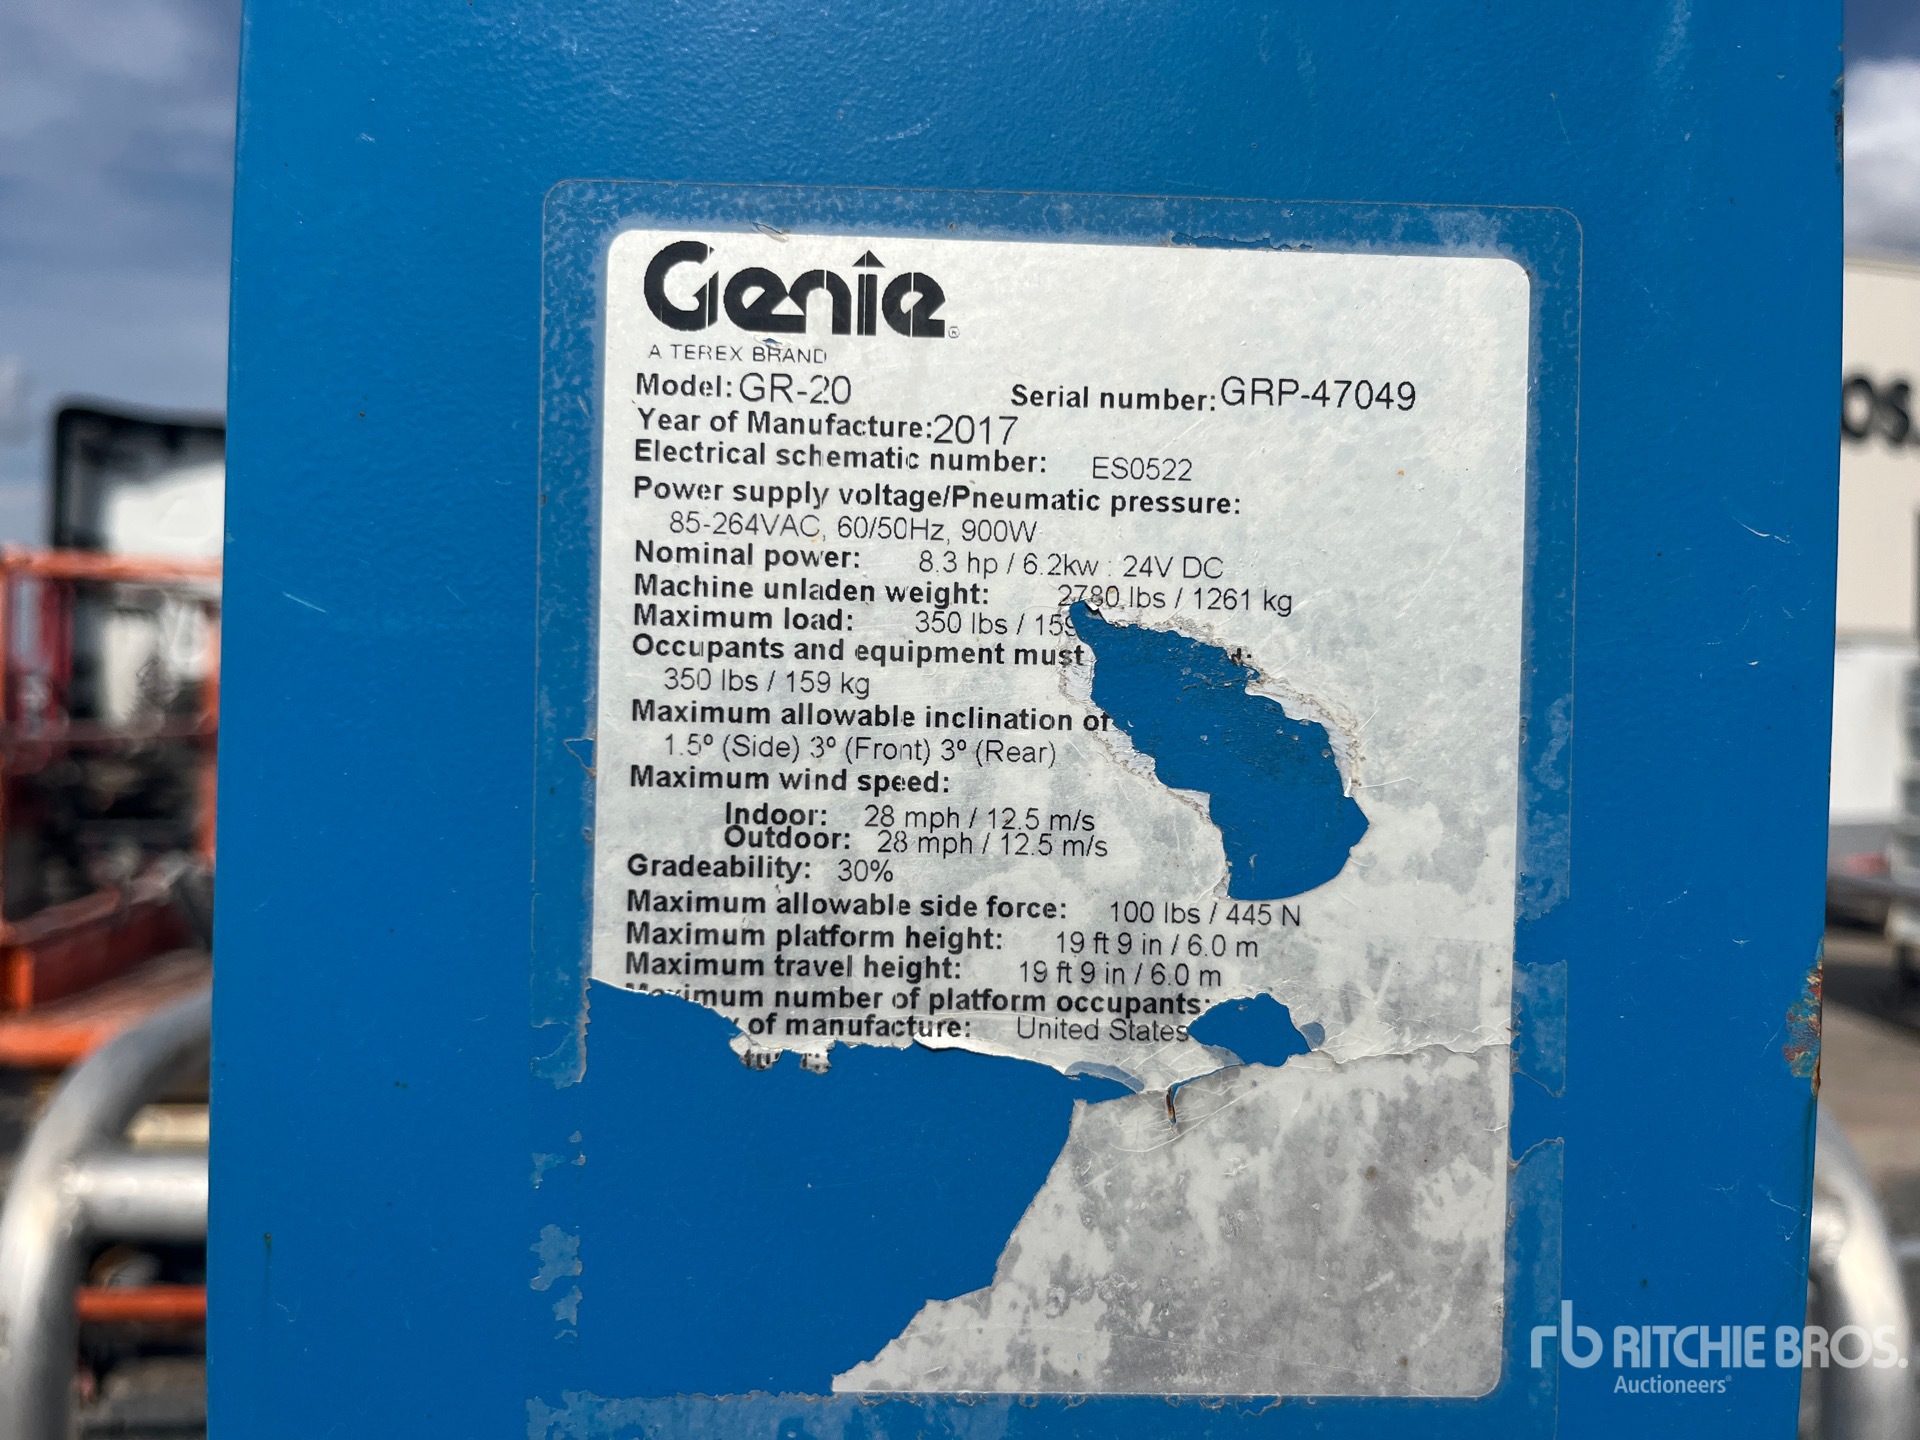 Genie®
A TEREX BRAND
Model: GR-20 Serial number: GRP-47049
Year of Manufacture: 2017
Electrical schematic number: ES0522
Power supply voltage/Pneumatic pressure:
85-264VAC, 60/50Hz, 900W
Nominal power: 8.3 hp / 6.2kw : 24V DC
Machine unladen weight: 2780 lbs / 1261 kg
Maximum load: 350 lbs / 159
Occupants and equipment must
350 lbs / 159 kg
Maximum allowable inclination of
1.5º (Side) 3º (Front) 3º (Rear)
Maximum wind speed:
Indoor: 28 mph / 12.5 m/s
Outdoor: 28 mph / 12.5 m/s
Gradeability: 30%
Maximum allowable side force: 100 lbs / 445 N
Maximum platform height: 19 ft 9 in / 6.0 m
Maximum travel height: 19 ft 9 in / 6.0 m
Maximum number of platform occupants:
of manufacture: United States
OS.
rb RITCHIE BROS.
Auctioneers®